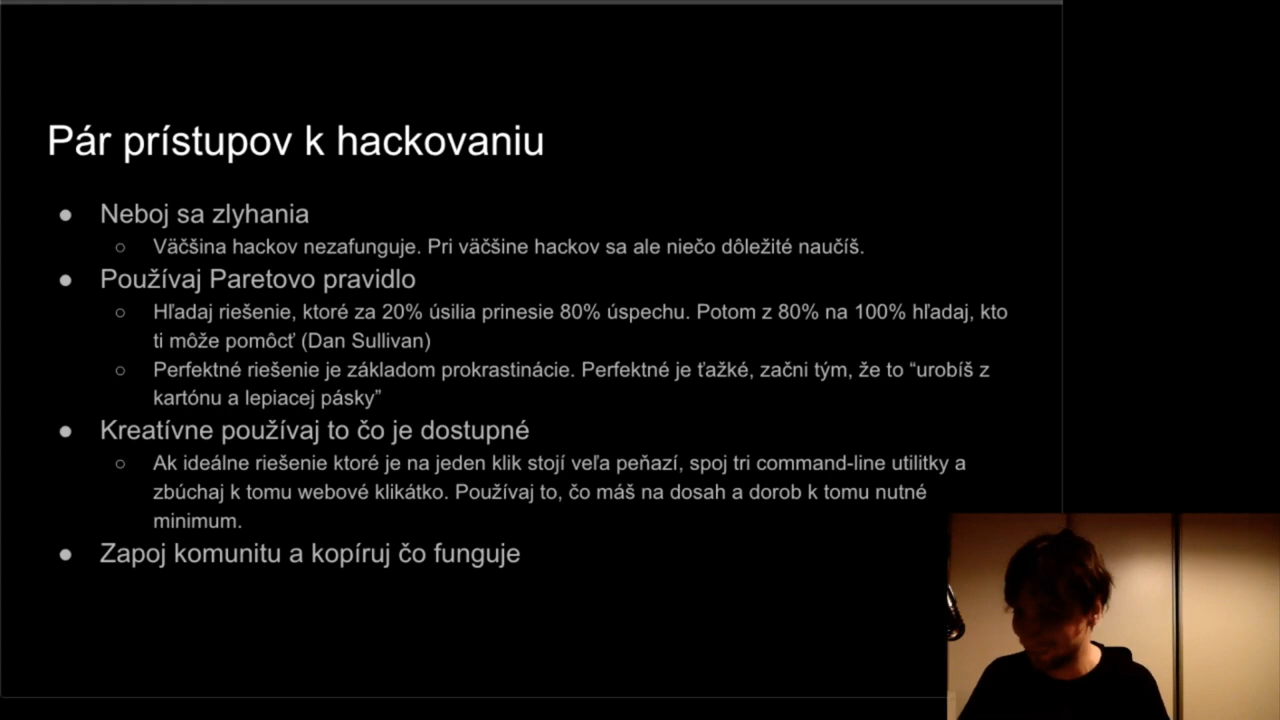 Pár prístupov k hackovaniu
● Neboj sa zlyhania
○ Väčšina hackov nezafunguje. Pri väčšine hackov sa ale niečo dôležité naučíš.
● Používaj Paretovo pravidlo
○ Hľadaj riešenie, ktoré za 20% úsilia prinesie 80% úspechu. Potom z 80% na 100% hľadaj, kto
ti môže pomôcť (Dan Sullivan)
○ Perfektné riešenie je základom prokrastinácie. Perfektné je ťažké, začni tým, že to “urobíš z
kartónu a lepiacej pásky”
● Kreatívne používaj to čo je dostupné
○ Ak ideálne riešenie ktoré je na jeden klik stojí veľa peňazí, spoj tri command-line utilitky a
zbúchaj k tomu webové klikátko. Používaj to, čo máš na dosah a dorob k tomu nutné
minimum.
● Zapoj komunitu a kopíruj čo funguje